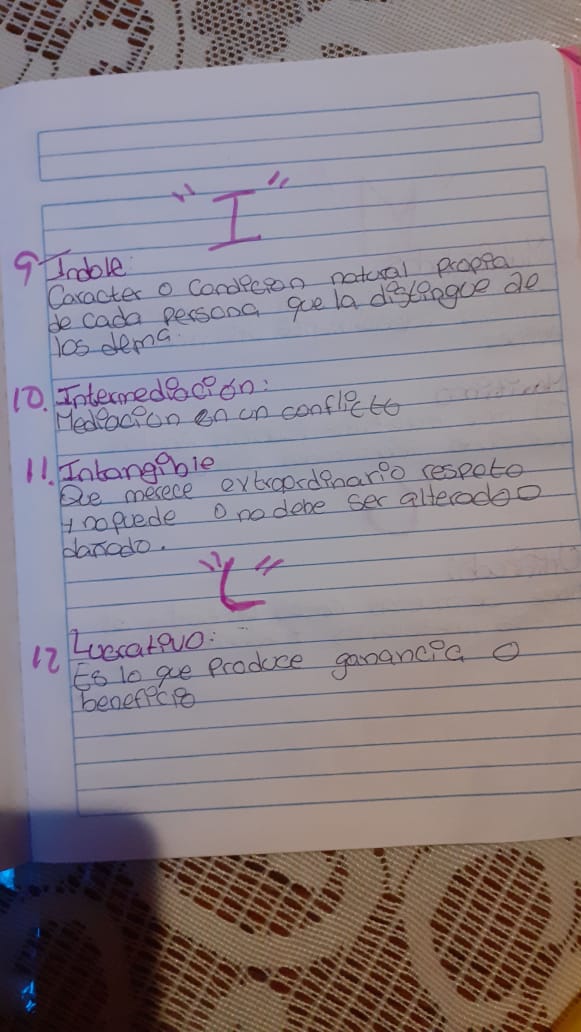 "I"
9 Indole:
Caracter o Condicion natural propia
de cada persona que la distingue de
los dema.
10. Intermediación:
Mediacion en un conflicto
11. Intangible
Que merece extraordinario respeto
y no puede o no debe ser alterado o
dañado.
"L"
12 Lucrativo:
Es lo que produce ganancia o
beneficio